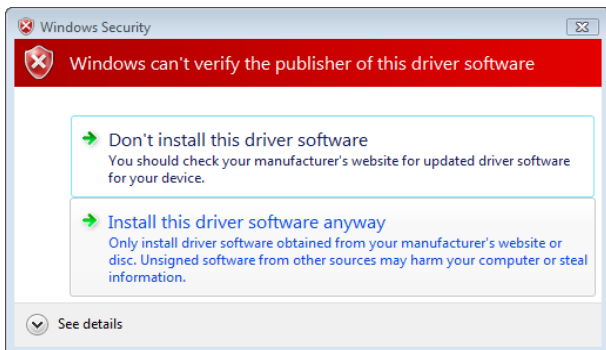 Windows Security
Windows can't verify the publisher of this driver software
Don't install this driver software
You should check your manufacturer's website for updated driver software
for your device.
Install this driver software anyway
Only install driver software obtained from your manufacturer's website or
disc. Unsigned software from other sources may harm your computer or steal
information.
See details